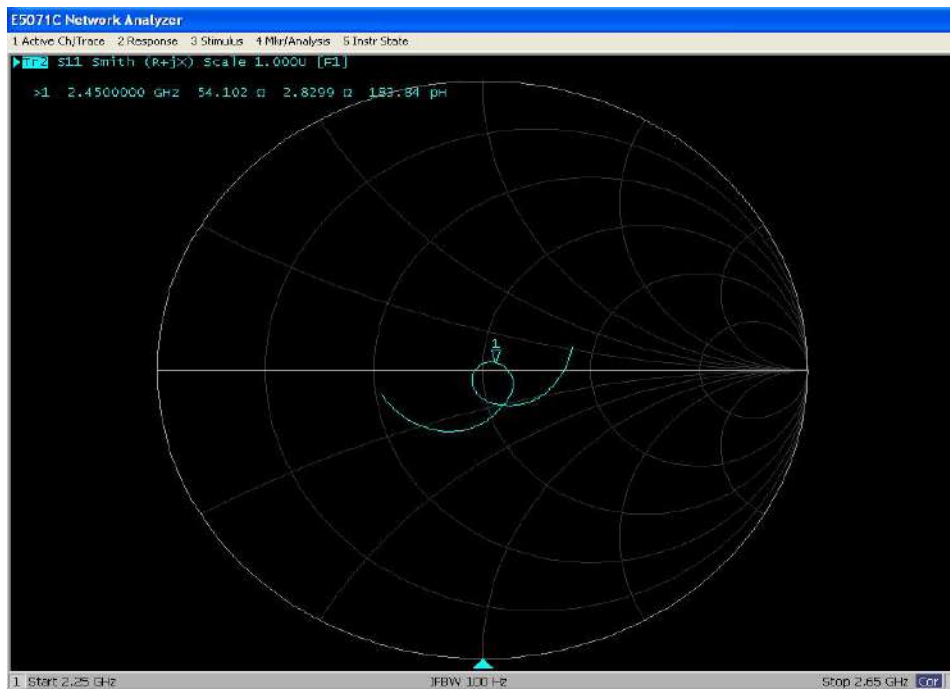 E5071C Network Analyzer
1 Active Ch/Trace 2 Response 3 Stimulus 4 Mkr/Analysis 5 Instr State
Tr2 S11 Smith (R+jX) Scale 1.000U [F1]
>1 2.4500000 GHz 54.102 Ω 2.8299 Ω 183.84 pH
1
1 Start 2.25 GHz IFBW 100 Hz Stop 2.65 GHz Cor